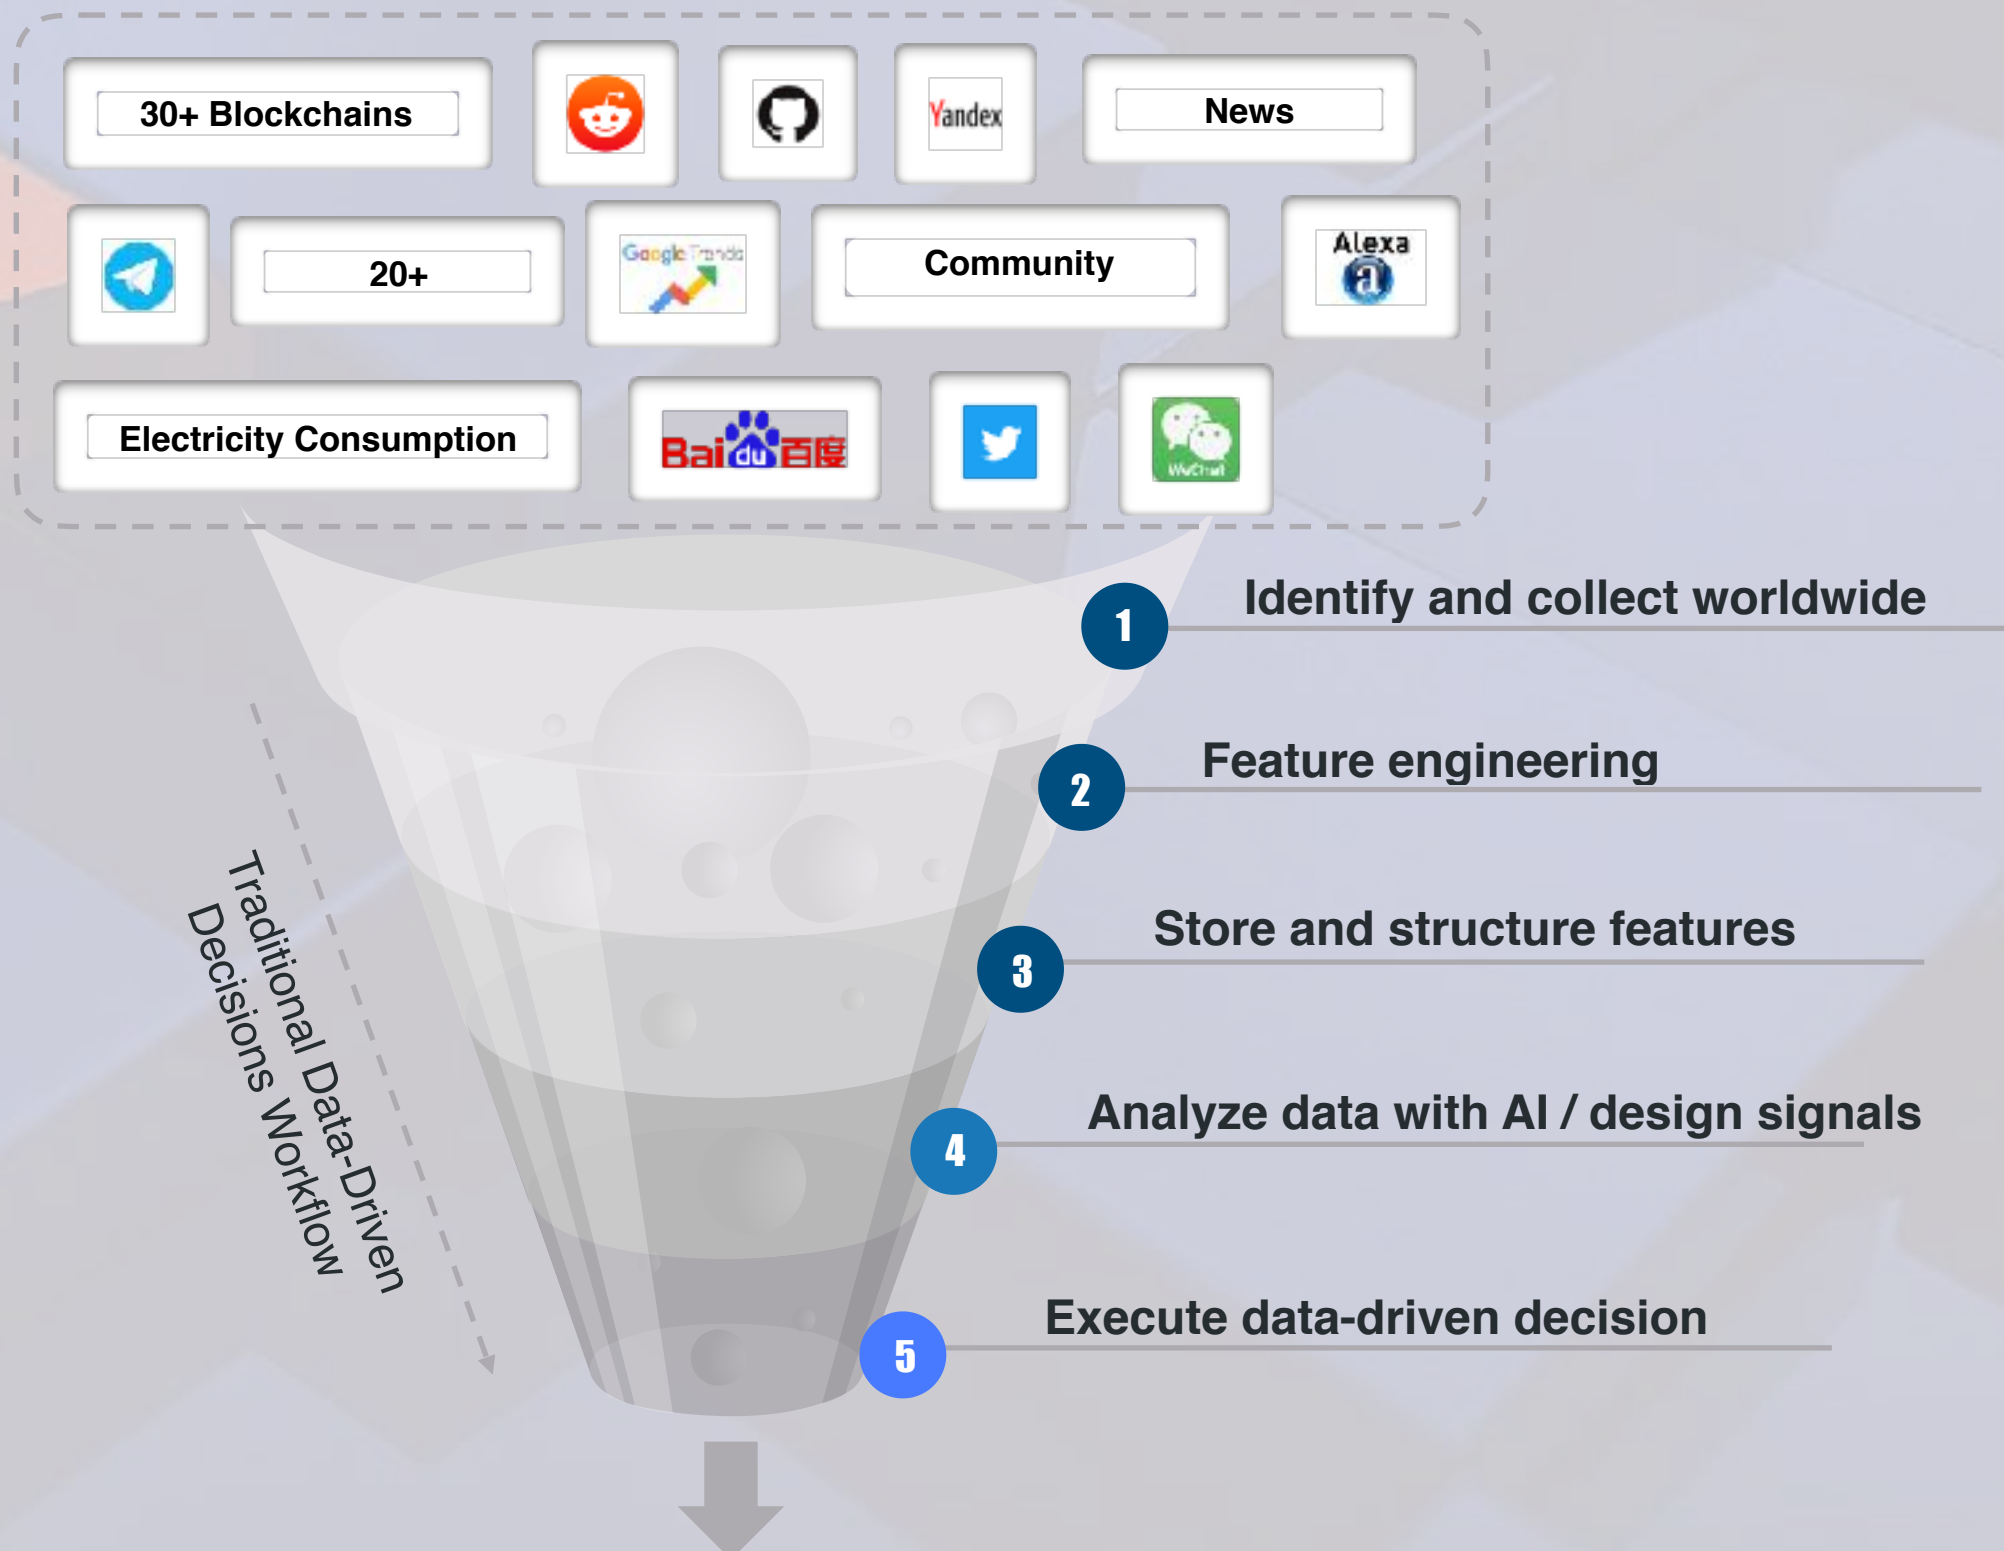 30+ Blockchains
Yandex
News
20+
Google Trends
Community
Alexa
a
Electricity Consumption
Bai du 百度
WeChat
1
Identify and collect worldwide
2
Feature engineering
3
Store and structure features
4
Analyze data with AI / design signals
5
Execute data-driven decision
Traditional Data-Driven
Decisions Workflow